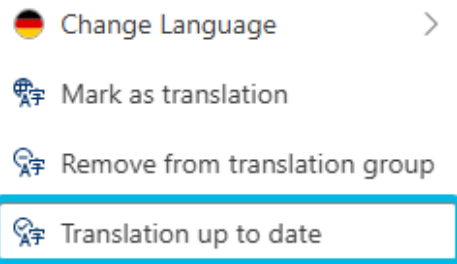 Change Language
Mark as translation
Remove from translation group
Translation up to date